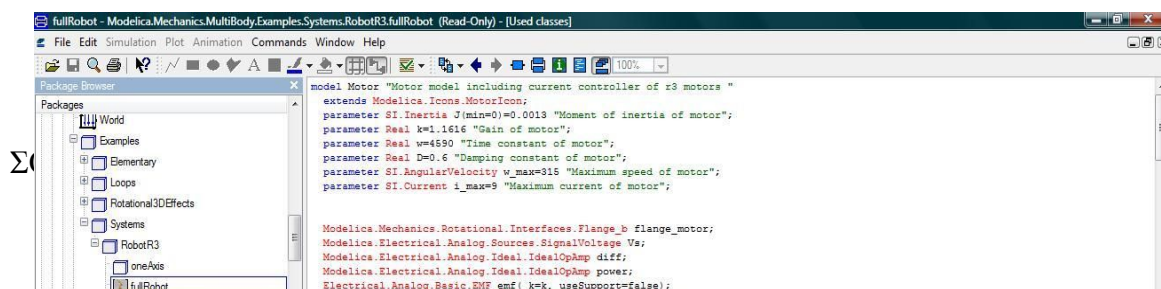 fullRobot - Modelica.Mechanics.MultiBody.Examples.Systems.RobotR3.fullRobot (Read-Only) - [Used classes]
File Edit Simulation Plot Animation Commands Window Help
A 100%
Package Browser
Packages
World
Examples
Elementary
Loops
Rotational3DEffects
Systems
RobotR3
oneAxis
fullRobot
model Motor "Motor model including current controller of r3 motors "
extends Modelica.Icons.MotorIcon;
parameter SI.Inertia J(min=0)=0.0013 "Moment of inertia of motor";
parameter Real k=1.1616 "Gain of motor";
parameter Real w=4590 "Time constant of motor";
parameter Real D=0.6 "Damping constant of motor";
parameter SI.AngularVelocity w_max=315 "Maximum speed of motor";
parameter SI.Current i_max=9 "Maximum current of motor";
Modelica.Mechanics.Rotational.Interfaces.Flange_b flange_motor;
Modelica.Electrical.Analog.Sources.SignalVoltage Vs;
Modelica.Electrical.Analog.Ideal.IdealOpAmp diff;
Modelica.Electrical.Analog.Ideal.IdealOpAmp power;
Electrical.Analog.Basic.EMF emf( k=k, useSupport=false);